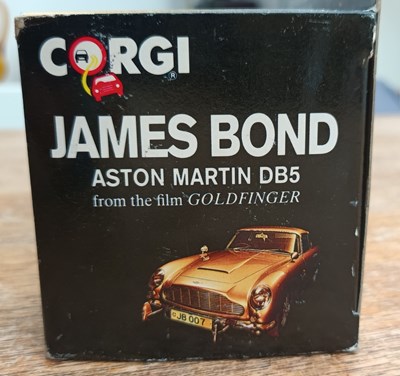 CORGI ®
JAMES BOND
ASTON MARTIN DB5
from the film GOLDFINGER
JB 007